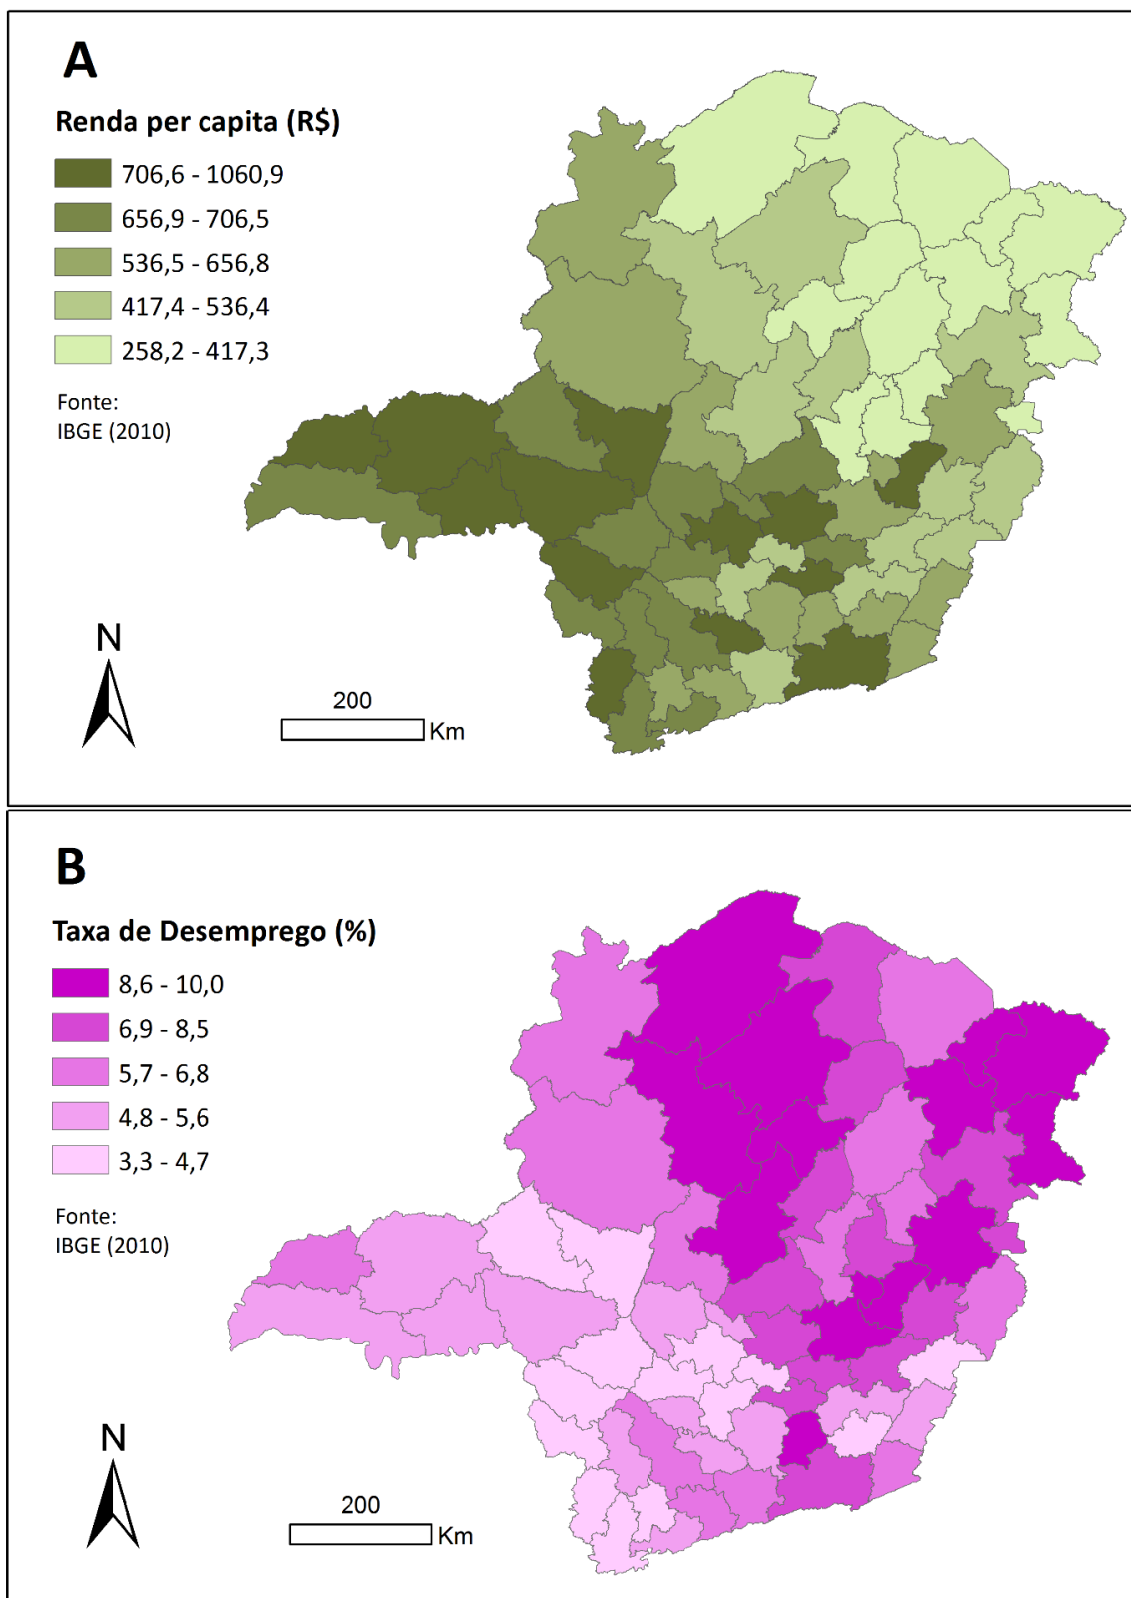 A
Renda per capita (R$)
706,6 - 1060,9
656,9 - 706,5
536,5 - 656,8
417,4 - 536,4
258,2 - 417,3
Fonte:
IBGE (2010)
N
200
Km
B
Taxa de Desemprego (%)
8,6 - 10,0
6,9 - 8,5
5,7 - 6,8
4,8 - 5,6
3,3 - 4,7
Fonte:
IBGE (2010)
N
200
Km